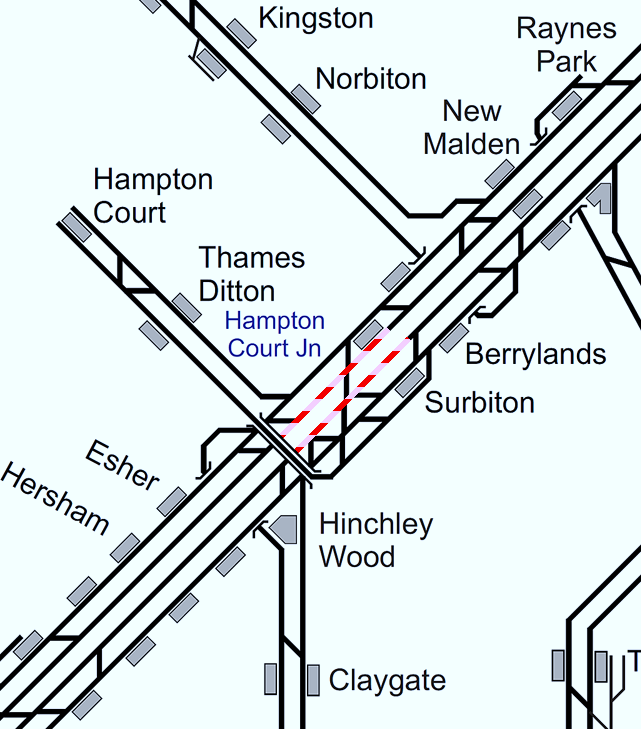 Kingston
Raynes
Park
Norbiton
New
Malden
Hampton
Court
Thames
Ditton
Hampton
Court Jn
Berrylands
Surbiton
Esher
Hersham
Hinchley
Wood
Claygate
T